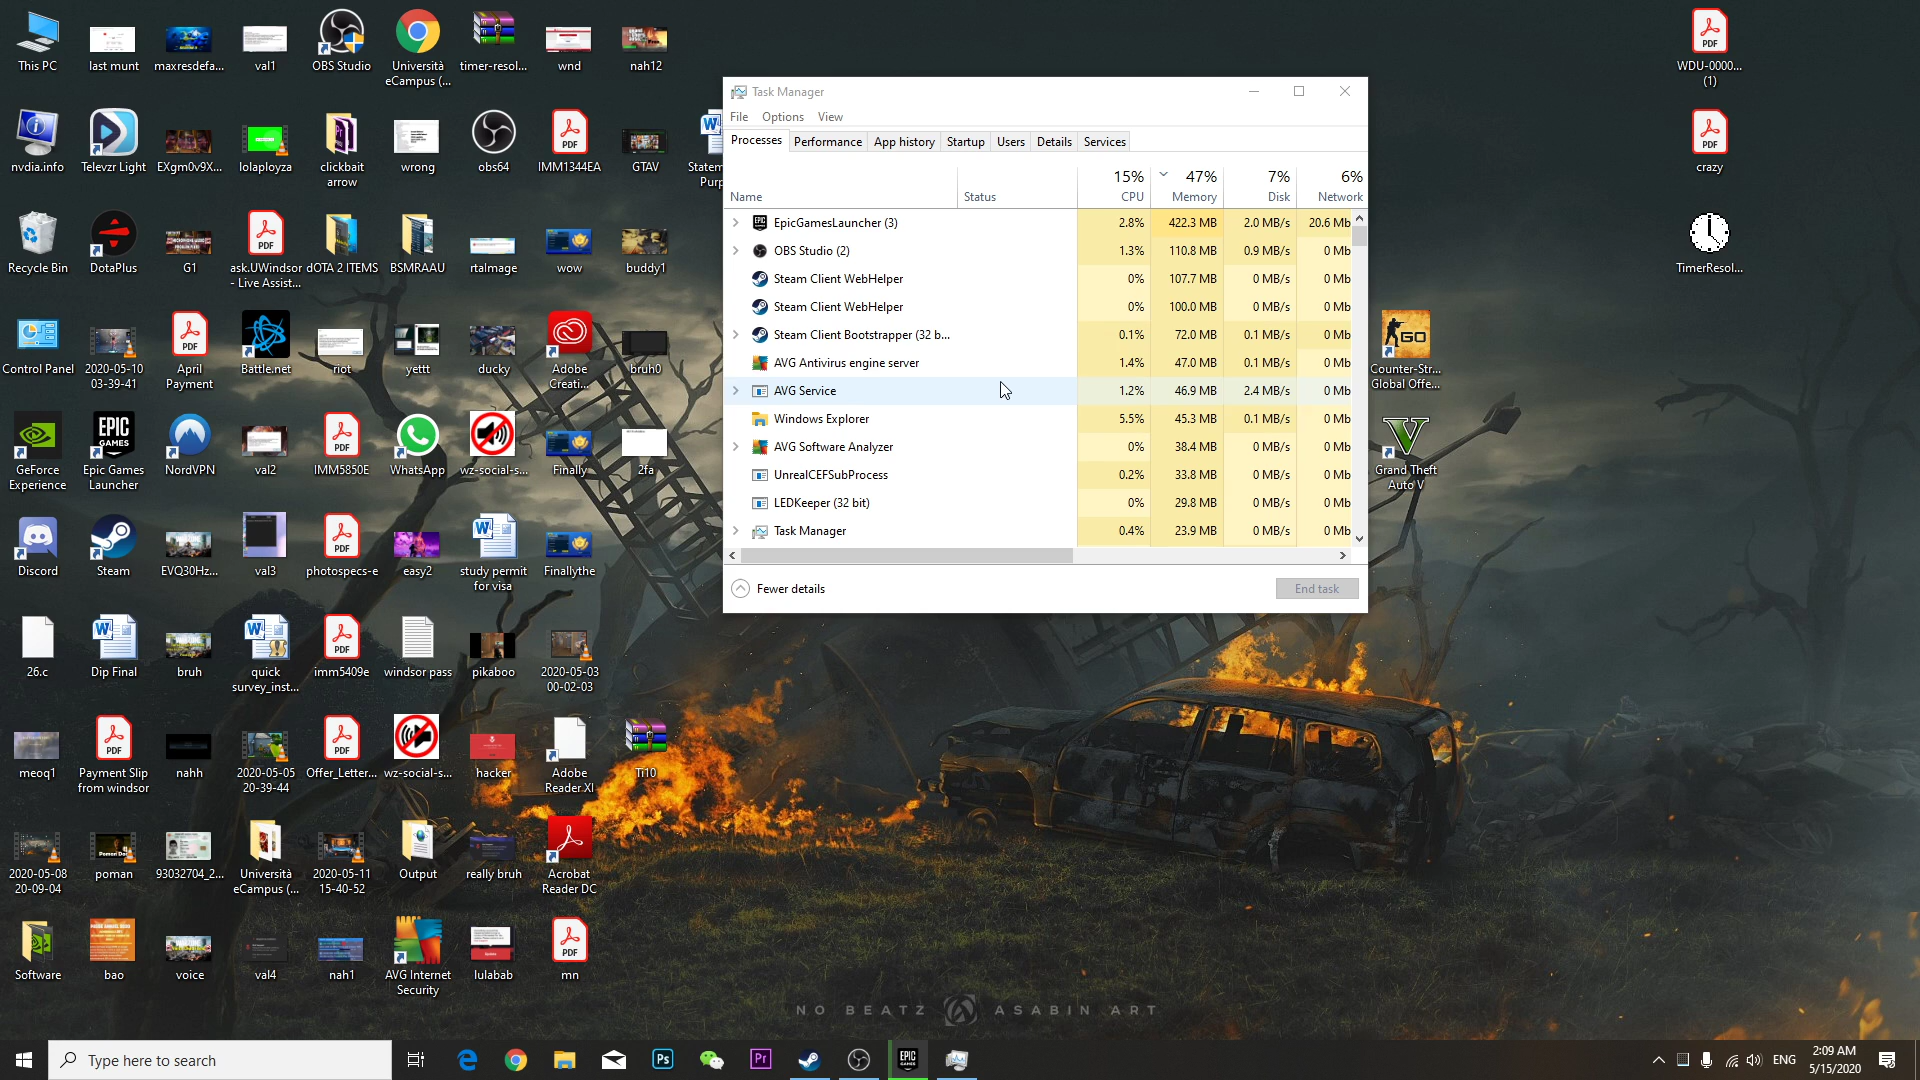 This PC
last munt
maxresdefa...
val1
OBS Studio
Università
eCampus (...
timer-resol...
wnd
nah12
nvdia.info
Televzr Light
EXgm0v9X...
lolaployza
clickbait
arrow
wrong
obs64
IMM1344EA
GTAV
Statem
Purp
Recycle Bin
DotaPlus
G1
ask.UWindsor
- Live Assist...
dOTA 2 ITEMS
BSMRAAU
rtaImage
wow
buddy1
Control Panel
2020-05-10
03-39-41
April
Payment
Battle.net
riot
yettt
ducky
Adobe
Creati...
bruh0
GeForce
Experience
Epic Games
Launcher
NordVPN
val2
IMM5850E
WhatsApp
wz-social-s...
Finally
2fa
Discord
Steam
EVQ30Hz...
val3
photospecs-e
easy2
study permit
for visa
Finallythe
26.c
Dip Final
bruh
quick
survey_inst...
imm5409e
windsor pass
pikaboo
2020-05-03
00-02-03
meoq1
Payment Slip
from windsor
nahh
2020-05-05
20-39-44
Offer_Letter...
wz-social-s...
hacker
Adobe
Reader.XI
Ti10
2020-05-08
20-09-04
poman
93032704_2...
Università
eCampus (...
2020-05-11
15-40-52
Output
really bruh
Acrobat
Reader DC
Software
bao
voice
val4
nah1
AVG Internet
Security
lulabab
mn
Task Manager
File Options View
Processes Performance App history Startup Users Details Services
15% 47% 7% 6%
Name Status CPU Memory Disk Network
EpicGamesLauncher (3) 2.8% 422.3 MB 2.0 MB/s 20.6 Mb
OBS Studio (2) 1.3% 110.8 MB 0.9 MB/s 0 Mb
Steam Client WebHelper 0% 107.7 MB 0 MB/s 0 Mb
Steam Client WebHelper 0% 100.0 MB 0 MB/s 0 Mb
Steam Client Bootstrapper (32 b... 0.1% 72.0 MB 0.1 MB/s 0 Mb
AVG Antivirus engine server 1.4% 47.0 MB 0.1 MB/s 0 Mb
AVG Service 1.2% 46.9 MB 2.4 MB/s 0 Mb
Windows Explorer 5.5% 45.3 MB 0.1 MB/s 0 Mb
AVG Software Analyzer 0% 38.4 MB 0 MB/s 0 Mb
UnrealCEFSubProcess 0.2% 33.8 MB 0 MB/s 0 Mb
LEDKeeper (32 bit) 0% 29.8 MB 0 MB/s 0 Mb
Task Manager 0.4% 23.9 MB 0 MB/s 0 Mb
Fewer details End task
WDU-0000...
(1)
crazy
TimerResol...
Counter-Str...
Global Offe...
Grand Theft
Auto V
NO BEATZ ASABIN ART
Type here to search
ENG
2:09 AM
5/15/2020